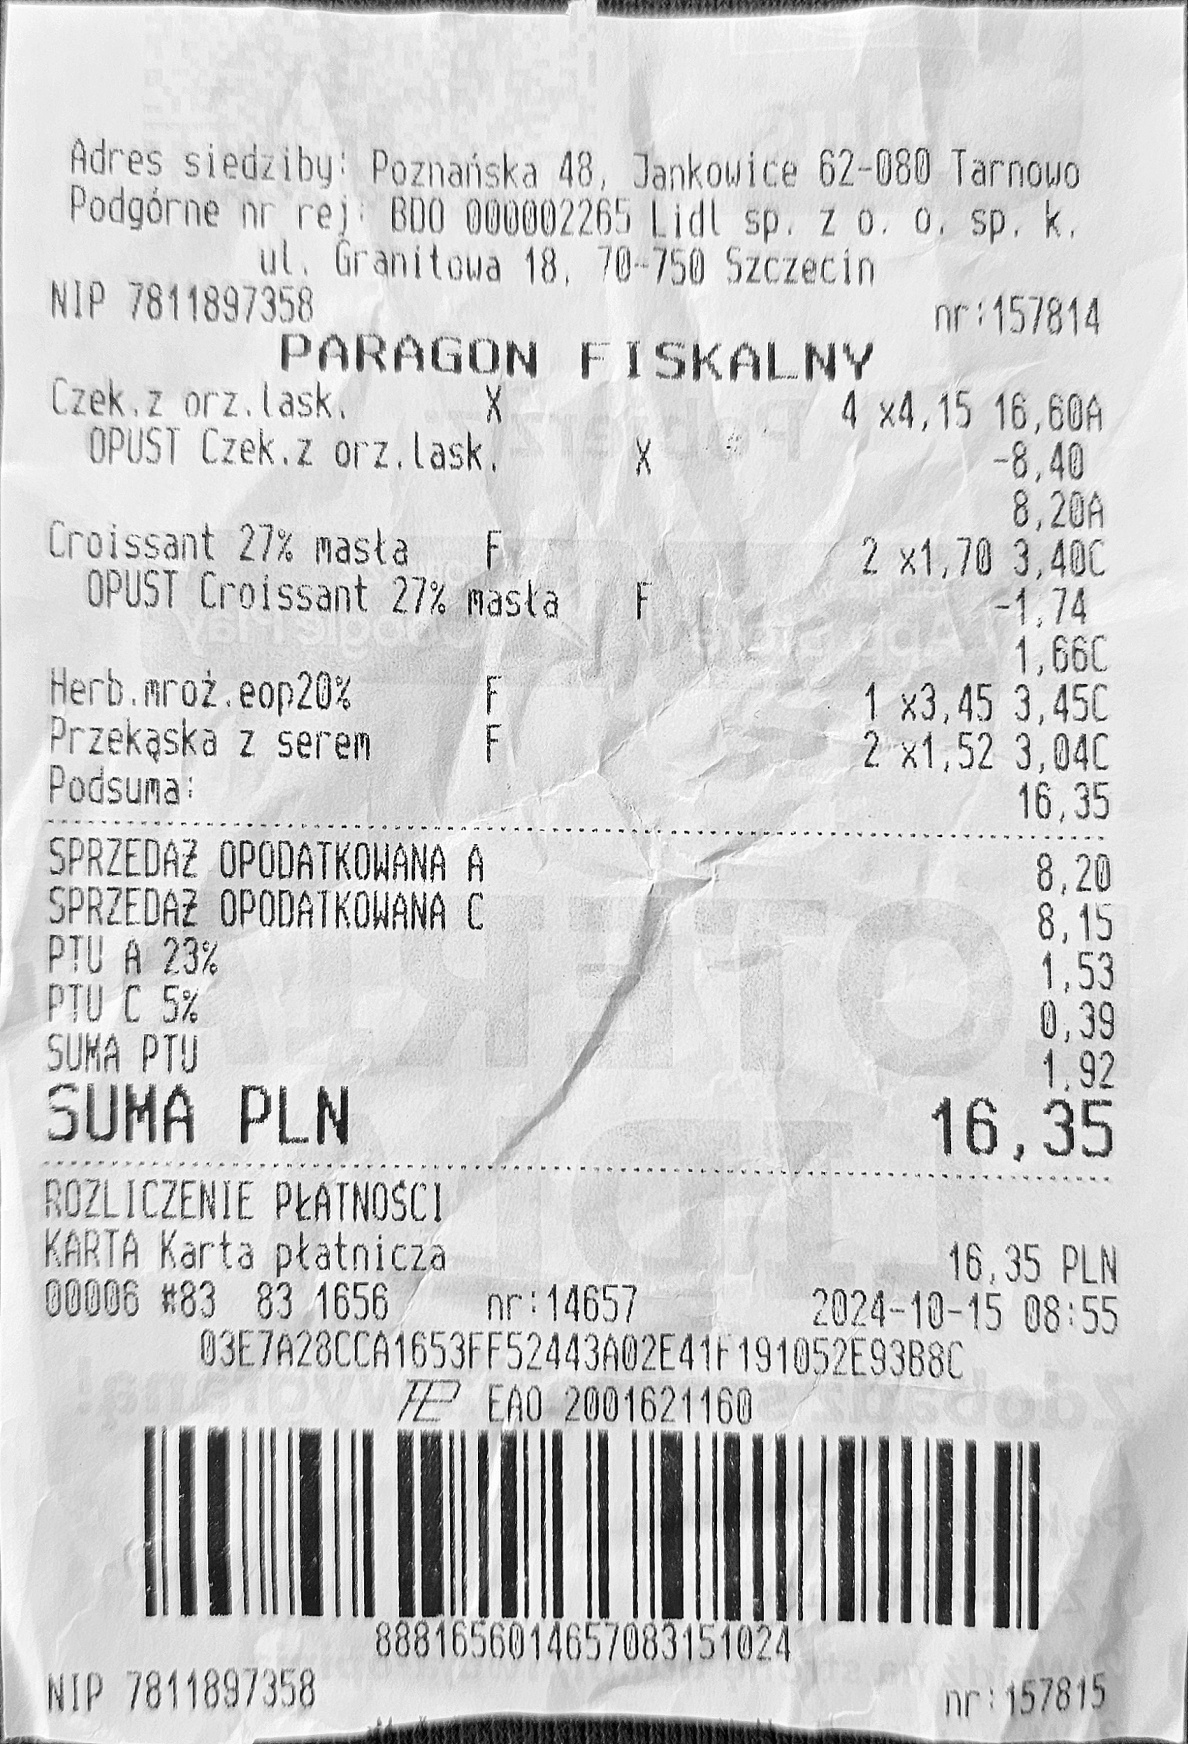 Adres siedziby: Poznańska 48, Jankowice 62-080 Tarnowo
Podgórne nr rej: BDO 000002265 Lidl sp. z o. o. sp. k.
ul. Granitowa 18, 70-750 Szczecin
NIP 7811897358 nr:157814
PARAGON FISKALNY
Czek.z orz.lask. X 4 x4,15 16,60A
OPUST Czek.z orz.lask. X -8,40
8,20A
Croissant 27% masła F 2 x1,70 3,40C
OPUST Croissant 27% masła F -1,74
1,66C
Herb.mroż.eop20% F 1 x3,45 3,45C
Przekąska z serem F 2 x1,52 3,04C
Podsuma: 16,35
SPRZEDAŻ OPODATKOWANA A 8,20
SPRZEDAŻ OPODATKOWANA C 8,15
PTU A 23% 1,53
PTU C 5% 0,39
SUMA PTU 1,92
SUMA PLN 16,35
ROZLICZENIE PŁATNOŚCI
KARTA Karta płatnicza 16,35 PLN
00006 #83 83 1656 nr:14657 2024-10-15 08:55
03E7A28CCA1653FF52443A02E41F191052E93B8C
EAO 2001621160
88816560146570831​51024
NIP 7811897358 nr:157815